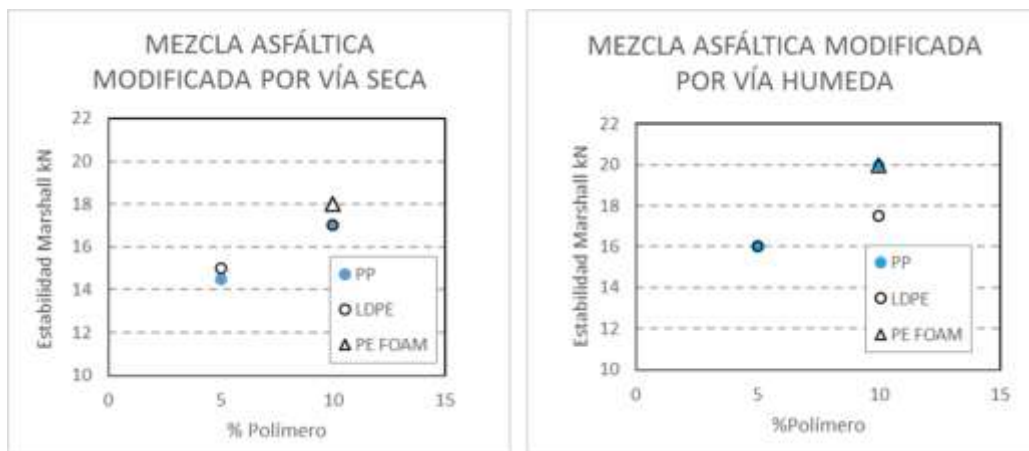 MEZCLA ASFÁLTICA
MODIFICADA POR VÍA SECA
Estabilidad Marshall kN
22
20
18
16
14
12
10
0
5
10
15
% Polímero
PP
LDPE
PE FOAM
MEZCLA ASFÁLTICA MODIFICADA
POR VÍA HUMEDA
Estabilidad Marshall kN
22
20
18
16
14
12
10
0
5
10
15
%Polímero
PP
LDPE
PE FOAM